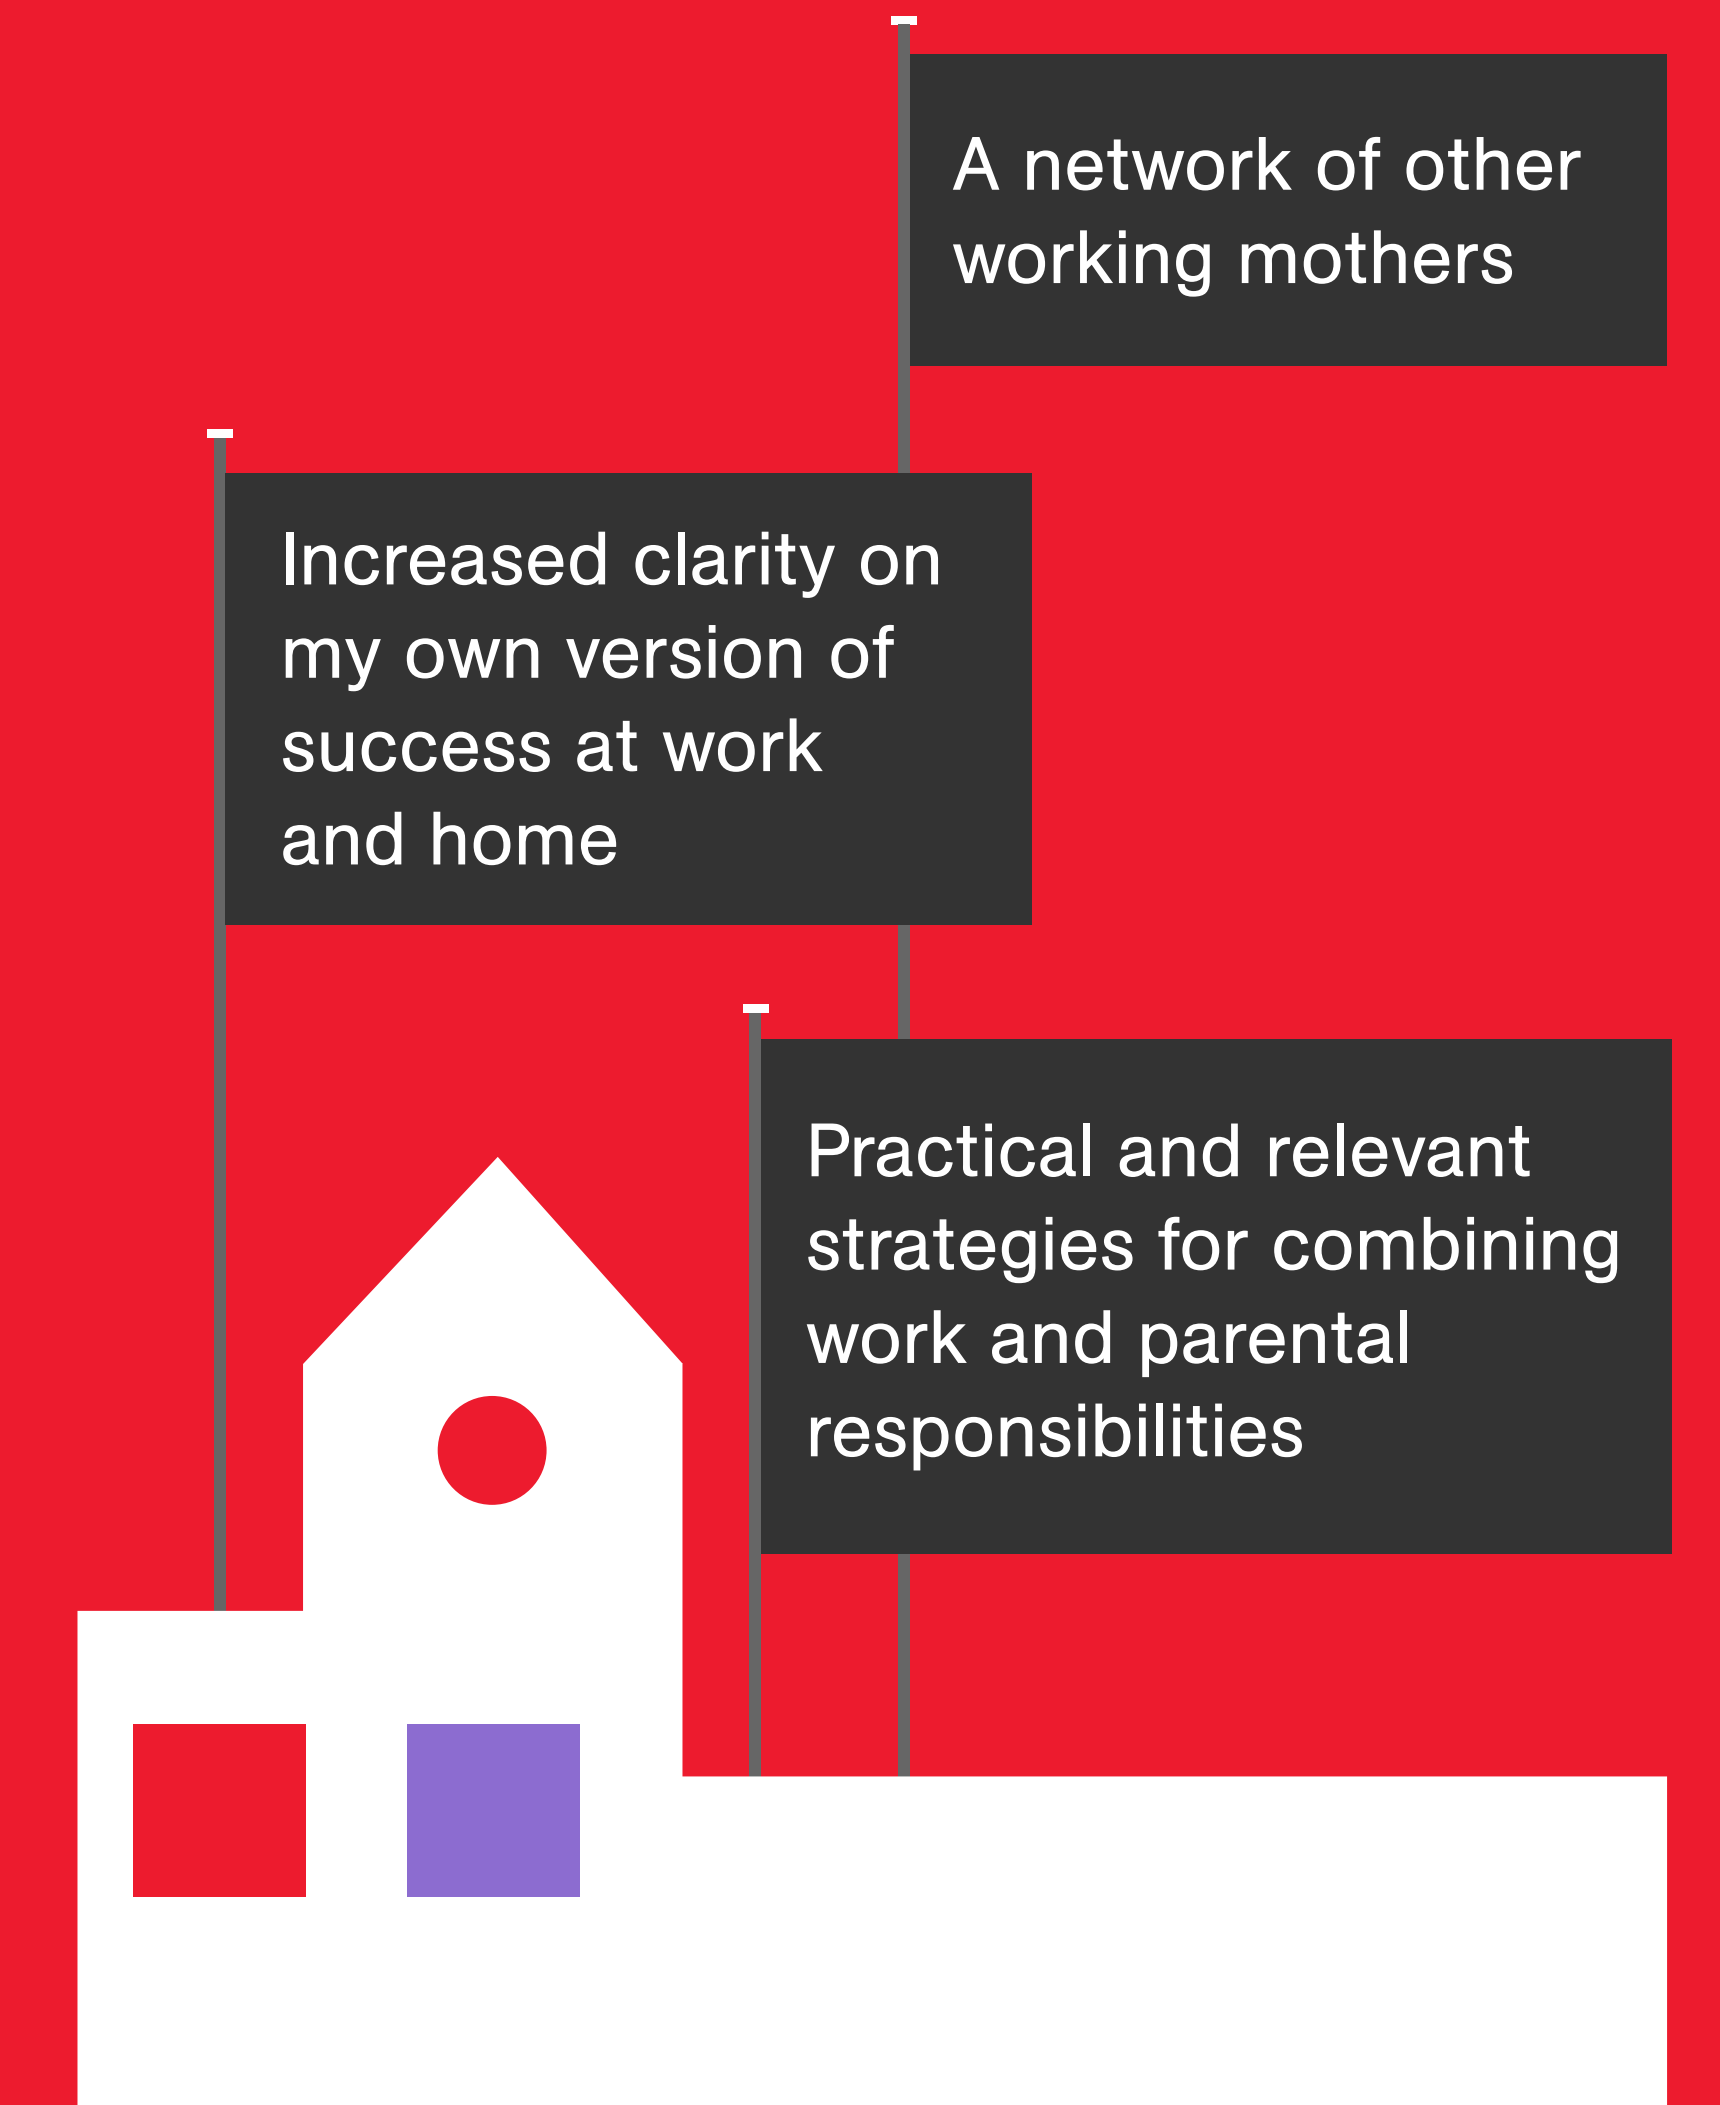 A network of other
working mothers
Increased clarity on
my own version of
success at work
and home
Practical and relevant
strategies for combining
work and parental
responsibilities